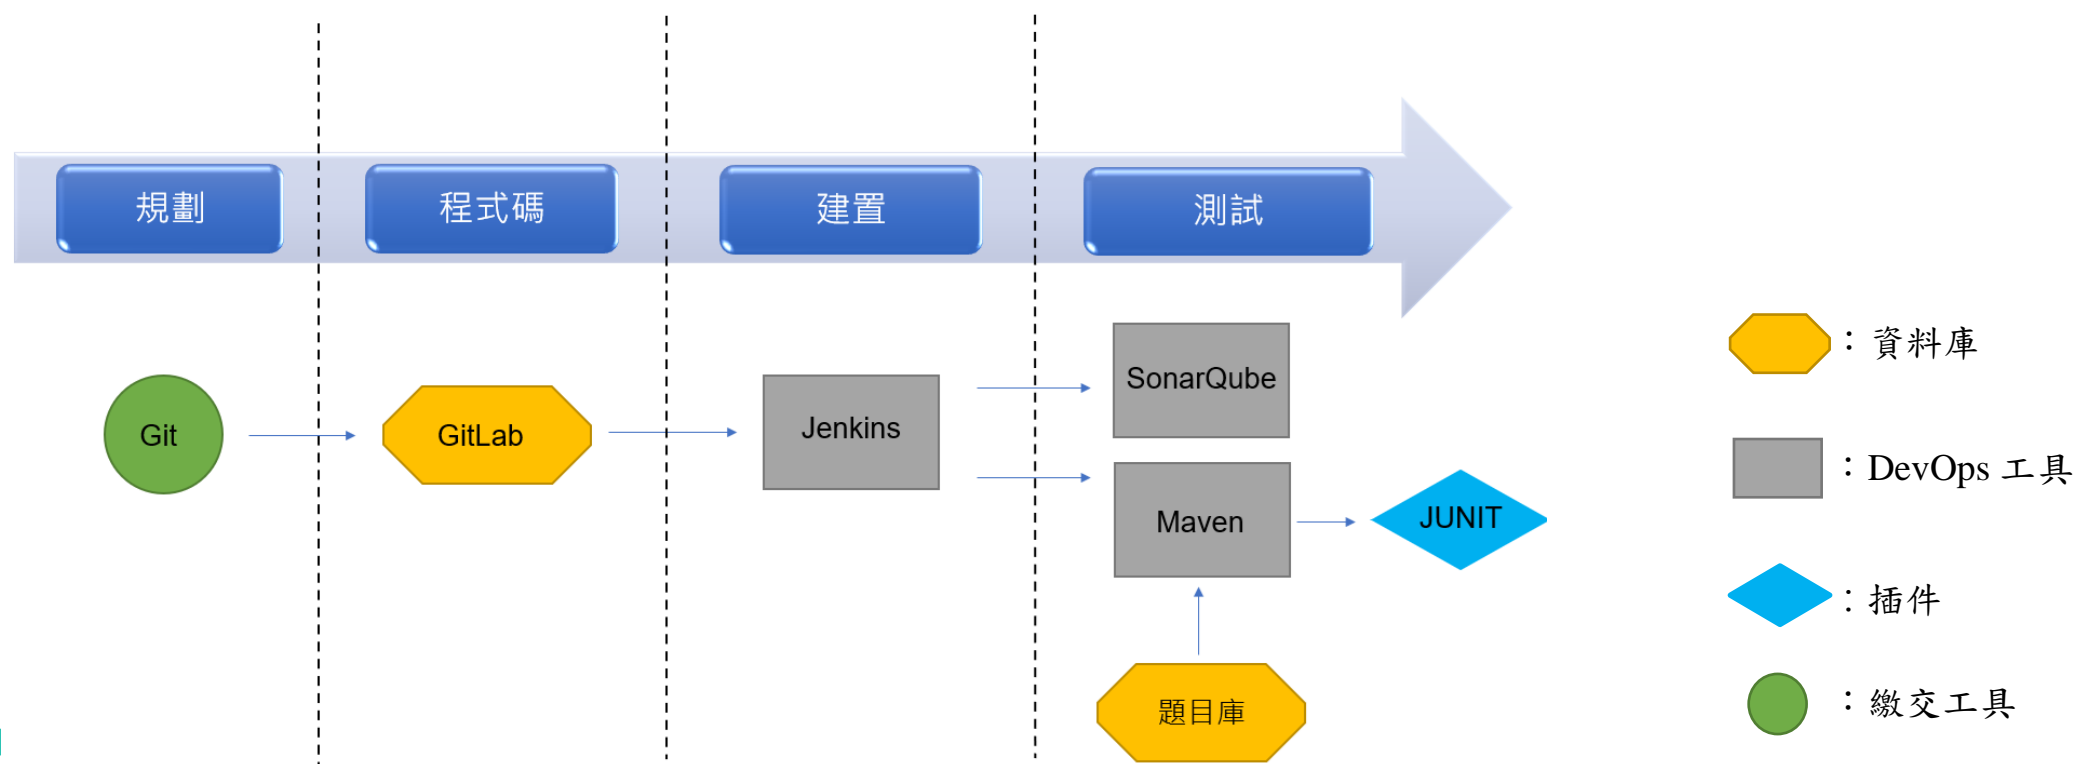 規劃
程式碼
建置
測試
Git
GitLab
Jenkins
SonarQube
Maven
JUNIT
題目庫
：資料庫
：DevOps 工具
：插件
：繳交工具